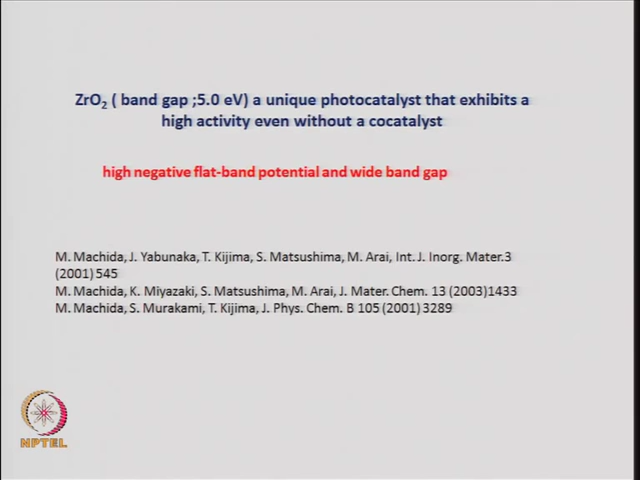 ZrO2 ( band gap ;5.0 eV) a unique photocatalyst that exhibits a
high activity even without a cocatalyst
high negative flat-band potential and wide band gap
M. Machida, J. Yabunaka, T. Kijima, S. Matsushima, M. Arai, Int. J. Inorg. Mater.3
(2001) 545
M. Machida, K. Miyazaki, S. Matsushima, M. Arai, J. Mater. Chem. 13 (2003)1433
M. Machida, S. Murakami, T. Kijima, J. Phys. Chem. B 105 (2001) 3289
NPTEL